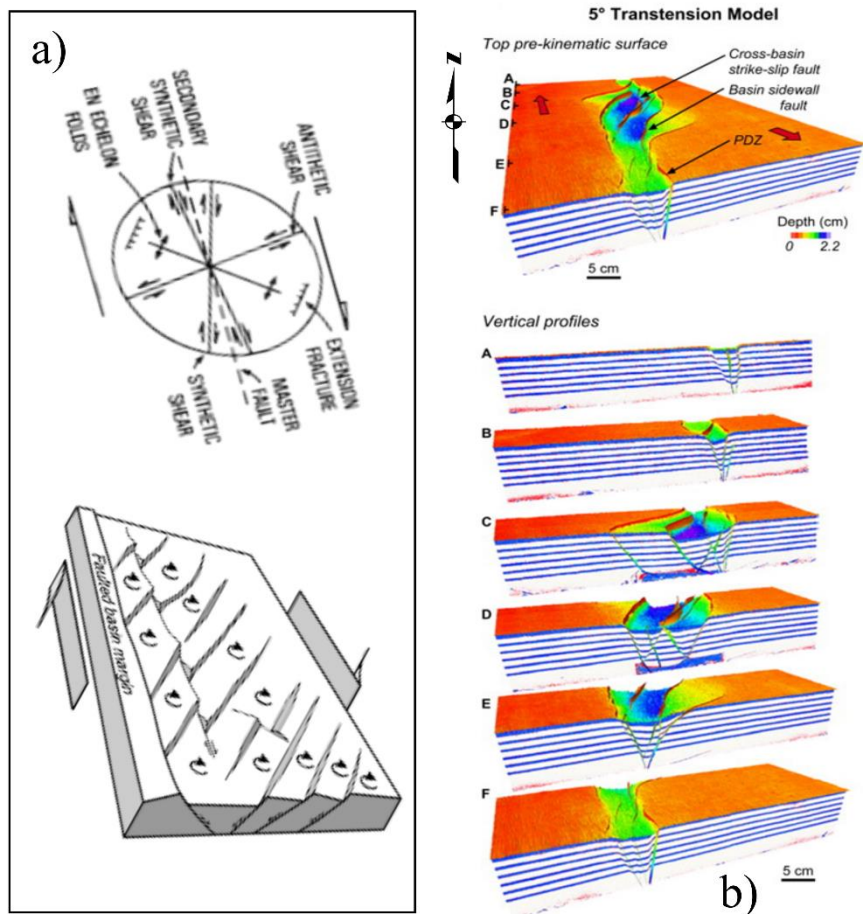 a)
EN ECHELON
FOLDS
SECONDARY
SYNTHETIC
SHEAR
ANTITHETIC
SHEAR
EXTENSION
FRACTURE
MASTER
FAULT
SYNTHETIC
SHEAR
Faulted basin margin
5° Transtension Model
Top pre-kinematic surface
N
Cross-basin
strike-slip fault
Basin sidewall
fault
PDZ
A
B
C
D
E
F
Depth (cm)
0 2.2
5 cm
Vertical profiles
A
B
C
D
E
F
5 cm
b)